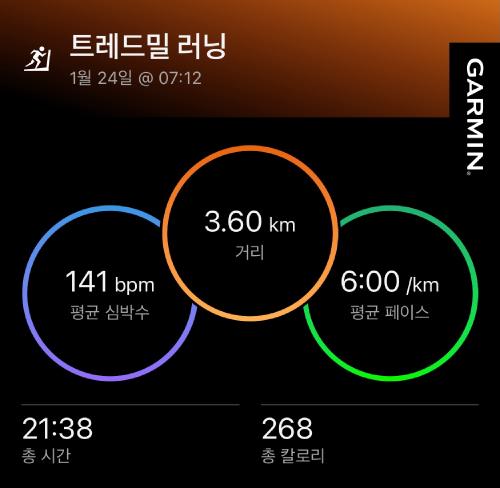 트레드밀 러닝
1월 24일 @ 07:12
GARMIN
3.60 km
거리
141 bpm
평균 심박수
6:00 /km
평균 페이스
21:38
총 시간
268
총 칼로리